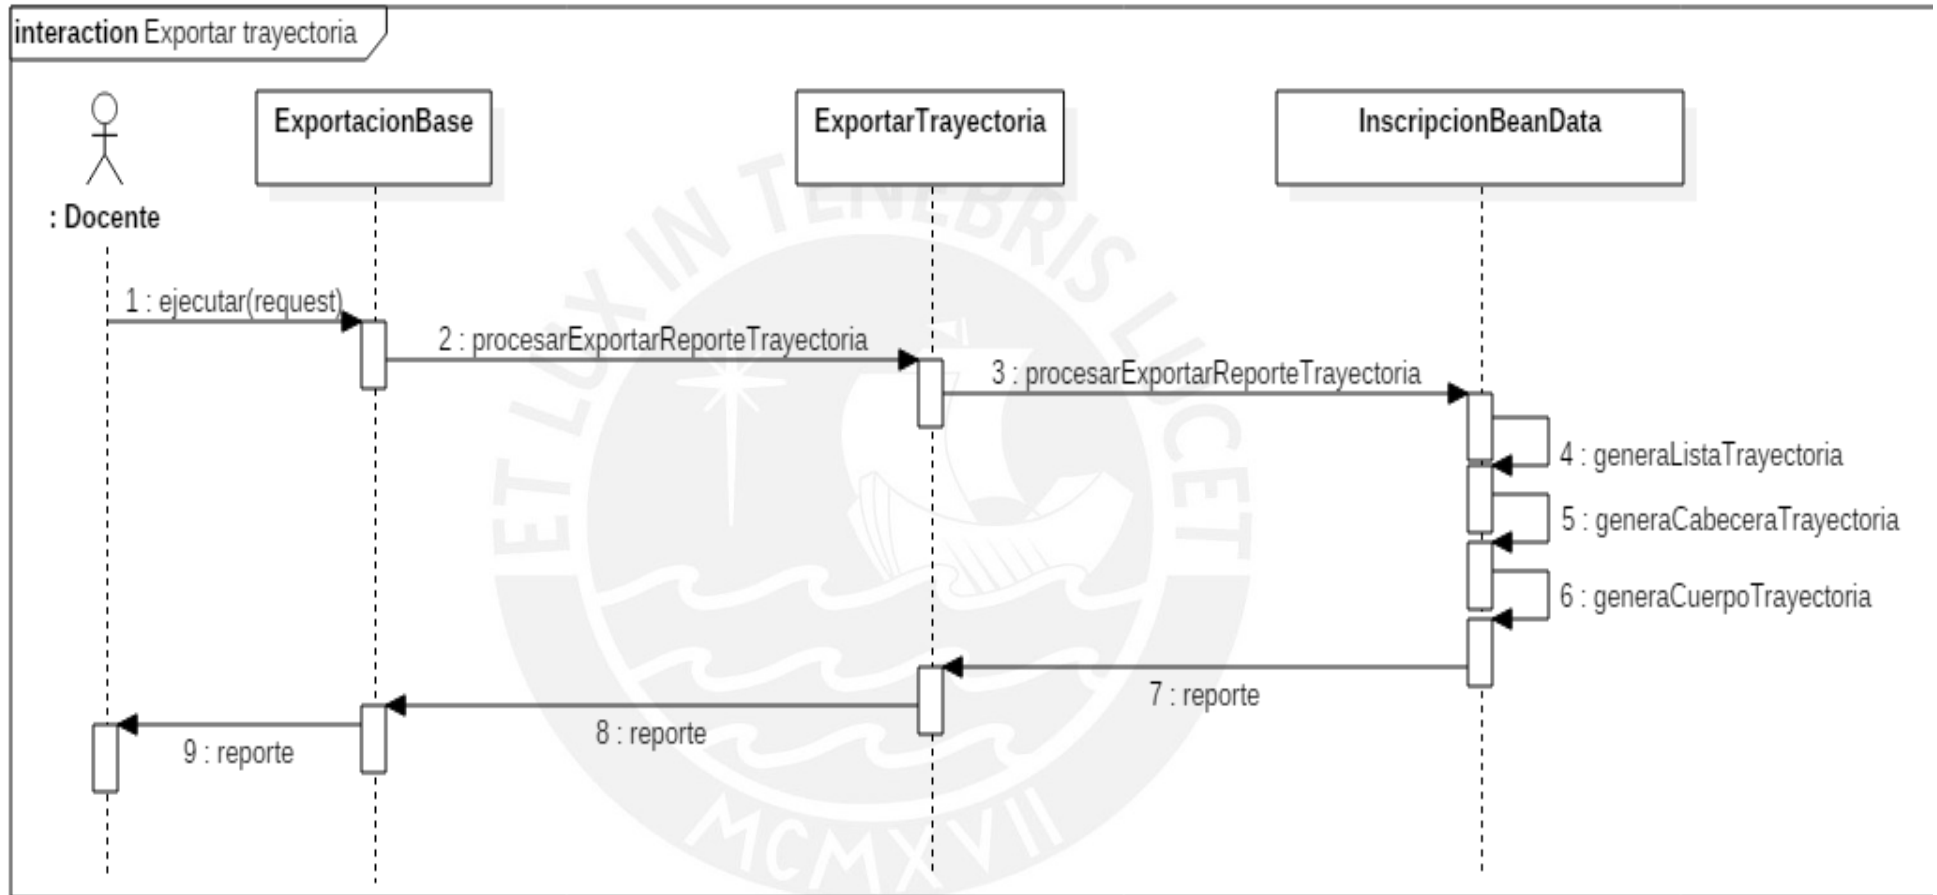 interaction Exportar trayectoria
ExportacionBase
ExportarTrayectoria
InscripcionBeanData
: Docente
1 : ejecutar(request)
2 : procesarExportarReporteTrayectoria
3 : procesarExportarReporteTrayectoria
4 : generaListaTrayectoria
5 : generaCabeceraTrayectoria
6 : generaCuerpoTrayectoria
7 : reporte
8 : reporte
9 : reporte
ET LUX IN TENEBRIS LUCET
MCMXVII